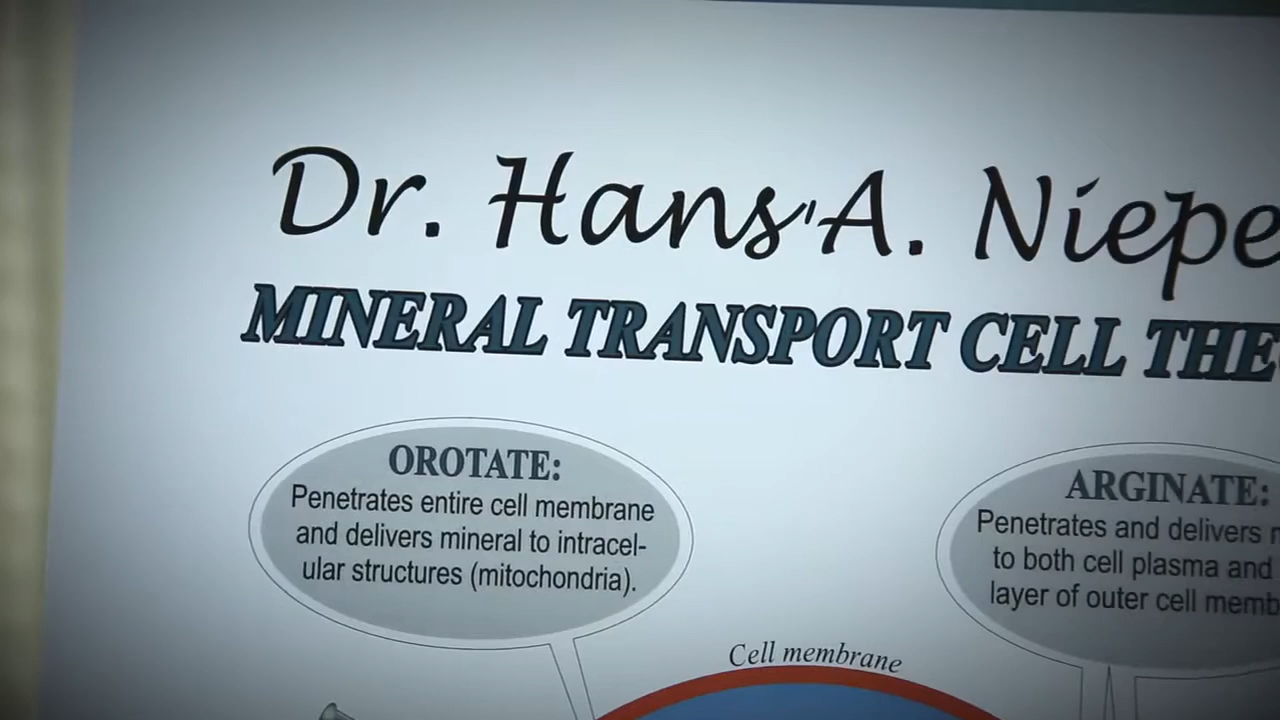 Dr. Hans A. Niepe
MINERAL TRANSPORT CELL THE
OROTATE:
Penetrates entire cell membrane
and delivers mineral to intracel-
ular structures (mitochondria).
ARGINATE:
Penetrates and delivers
to both cell plasma and
layer of outer cell memb
Cell membrane